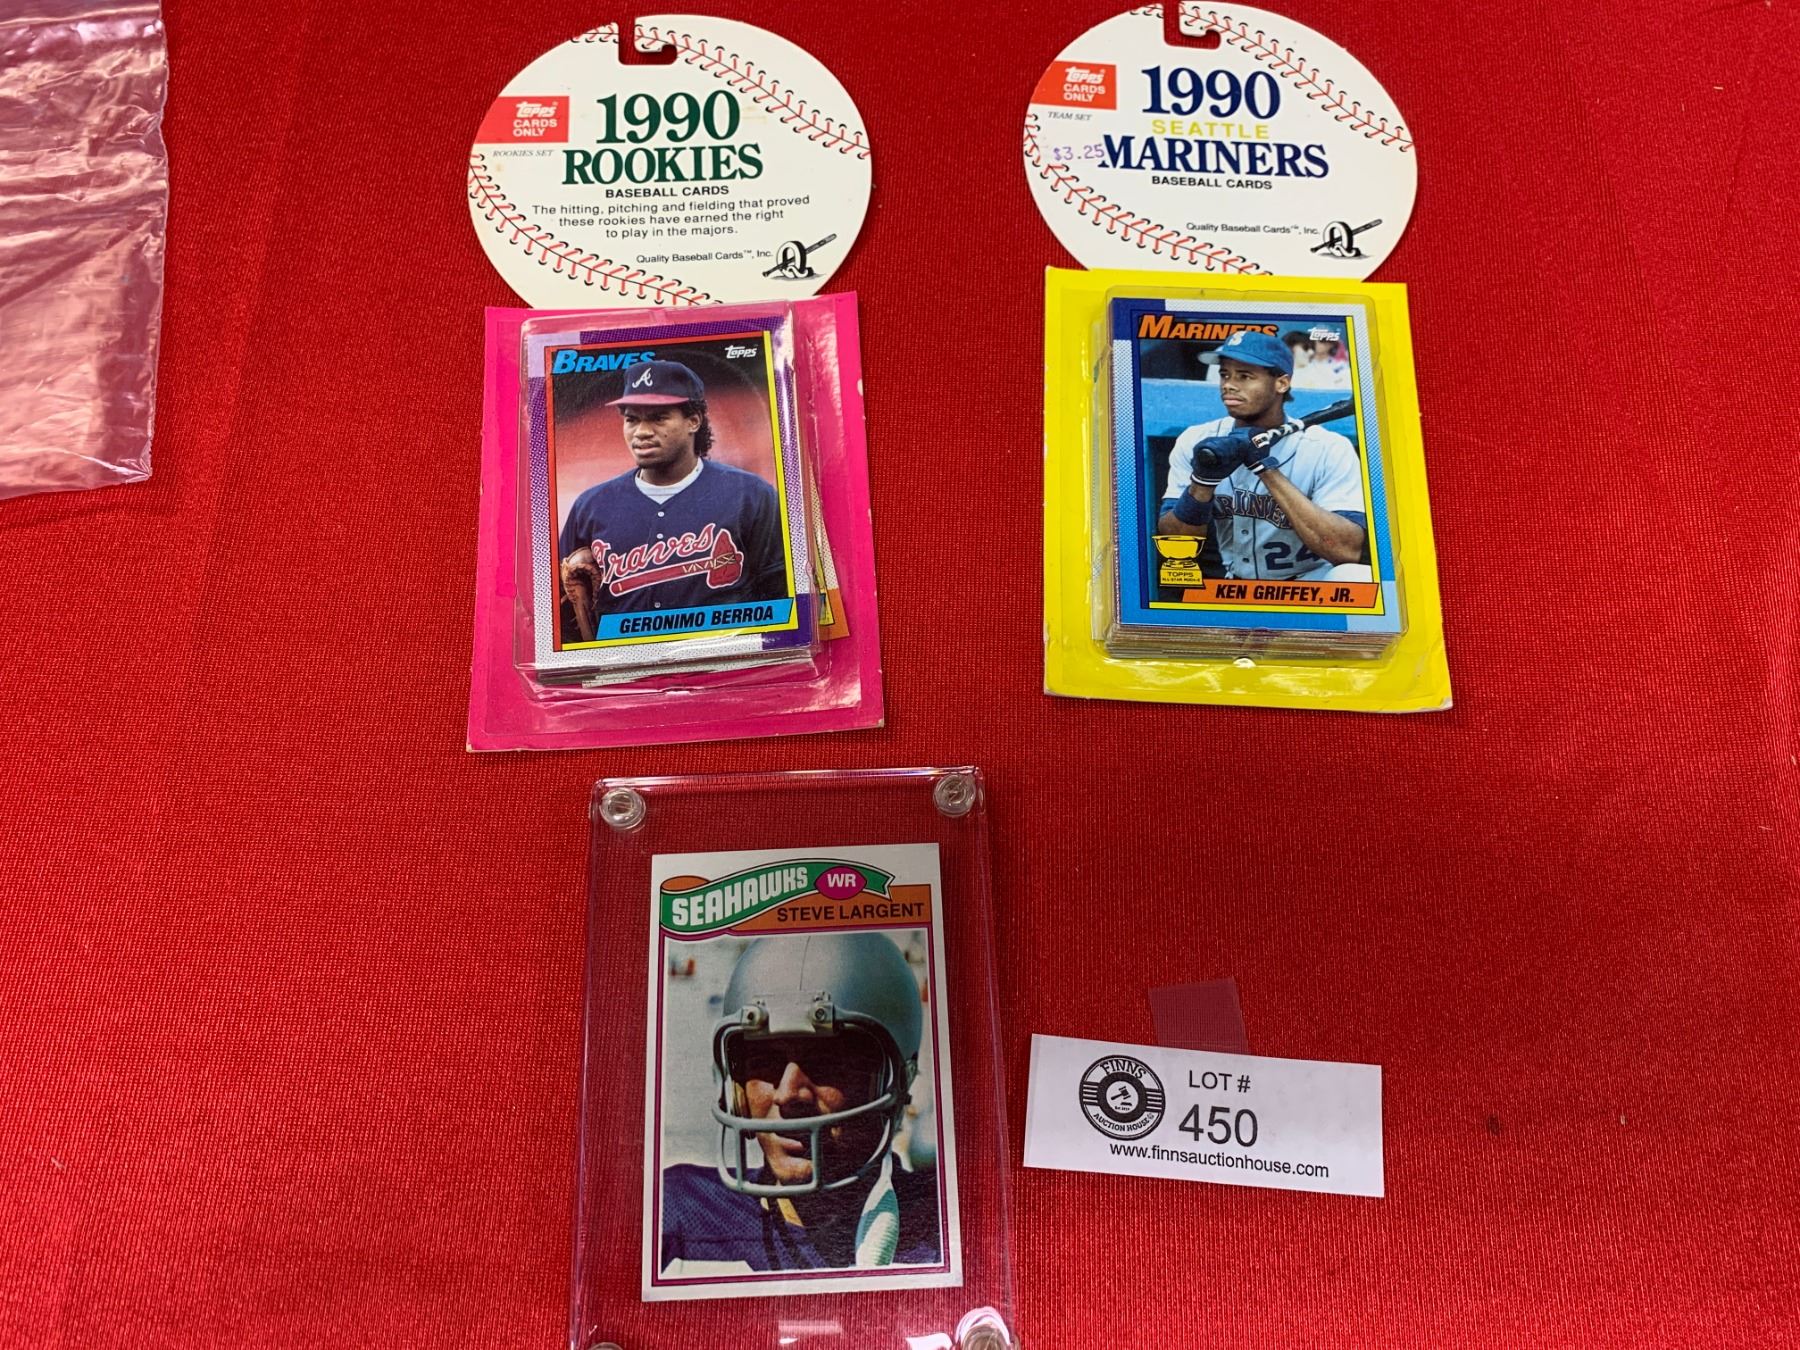 Topps
CARDS
ONLY
ROOKIES SET
1990
ROOKIES
BASEBALL CARDS
The hitting, pitching and fielding that proved
these rookies have earned the right
to play in the majors.
Quality Baseball Cards™, Inc.
BRAVES
Topps
A
Braves
GERONIMO BERROA
Topps
CARDS
ONLY
TEAM SET
1990
SEATTLE
$3.25
MARINERS
BASEBALL CARDS
Quality Baseball Cards™, Inc.
MARINERS
Topps
S
RINE
24
TOPPS
ALL-STAR ROOKIE
KEN GRIFFEY, JR.
SEAHAWKS
WR
STEVE LARGENT
FINNS
AUCTION HOUSE
LOT #
450
www.finnsauctionhouse.com